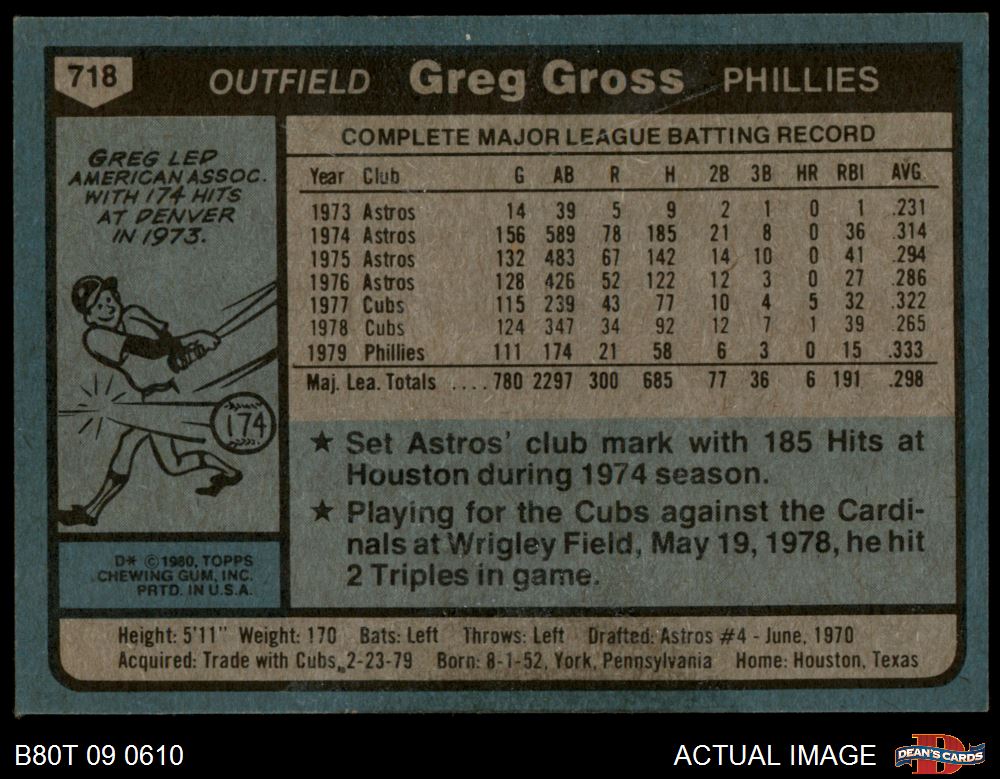 718 OUTFIELD Greg Gross PHILLIES
GREG LED
AMERICAN ASSOC.
WITH 174 HITS
AT DENVER
IN 1973.
174
D* ©1980, TOPPS
CHEWING GUM, INC.
PRTD. IN U.S.A.
COMPLETE MAJOR LEAGUE BATTING RECORD
Year Club G AB R H 2B 3B HR RBI AVG.
1973 Astros 14 39 5 9 2 1 0 1 .231
1974 Astros 156 589 78 185 21 8 0 36 .314
1975 Astros 132 483 67 142 14 10 0 41 .294
1976 Astros 128 426 52 122 12 3 0 27 .286
1977 Cubs 115 239 43 77 10 4 5 32 .322
1978 Cubs 124 347 34 92 12 7 1 39 .265
1979 Phillies 111 174 21 58 6 3 0 15 .333
Maj. Lea. Totals .... 780 2297 300 685 77 36 6 191 .298
★ Set Astros' club mark with 185 Hits at
Houston during 1974 season.
★ Playing for the Cubs against the Cardi-
nals at Wrigley Field, May 19, 1978, he hit
2 Triples in game.
Height: 5'11" Weight: 170 Bats: Left Throws: Left Drafted: Astros #4 - June, 1970
Acquired: Trade with Cubs, 2-23-79 Born: 8-1-52, York, Pennsylvania Home: Houston, Texas
B80T 09 0610 ACTUAL IMAGE DEAN'S CARDS